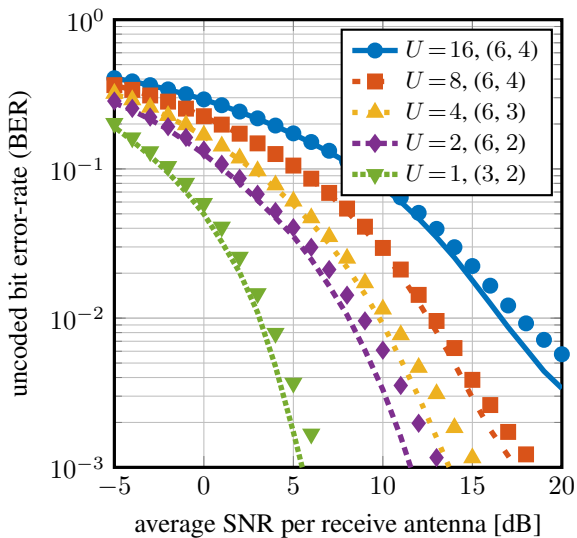 10⁰
10⁻¹
10⁻²
10⁻³
uncoded bit error-rate (BER)
U = 16, (6, 4)
U = 8, (6, 4)
U = 4, (6, 3)
U = 2, (6, 2)
U = 1, (3, 2)
−5 0 5 10 15 20
average SNR per receive antenna [dB]